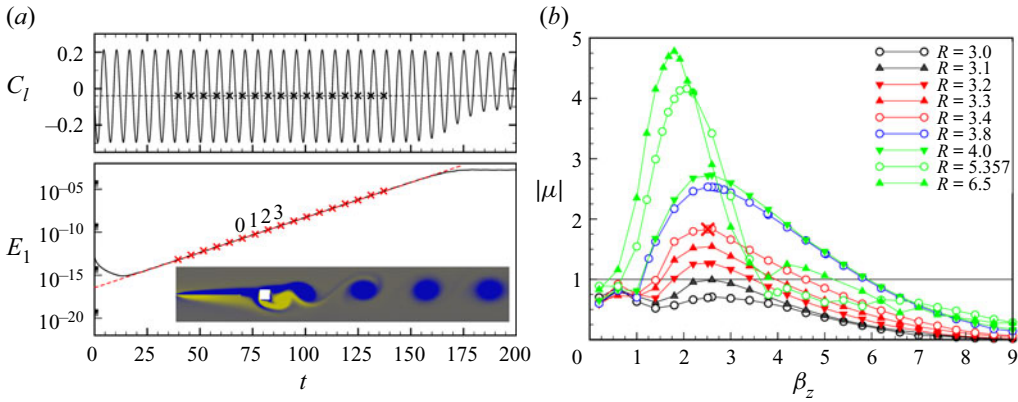 (a)
0.2
0
−0.2
C_l
10^−05
10^−10
10^−15
10^−20
E_1
0 1 2 3
0 25 50 75 100 125 150 175 200
t
(b)
5
4
3
2
1
0
|μ|
R = 3.0
R = 3.1
R = 3.2
R = 3.3
R = 3.4
R = 3.8
R = 4.0
R = 5.357
R = 6.5
0 1 2 3 4 5 6 7 8 9
β_z